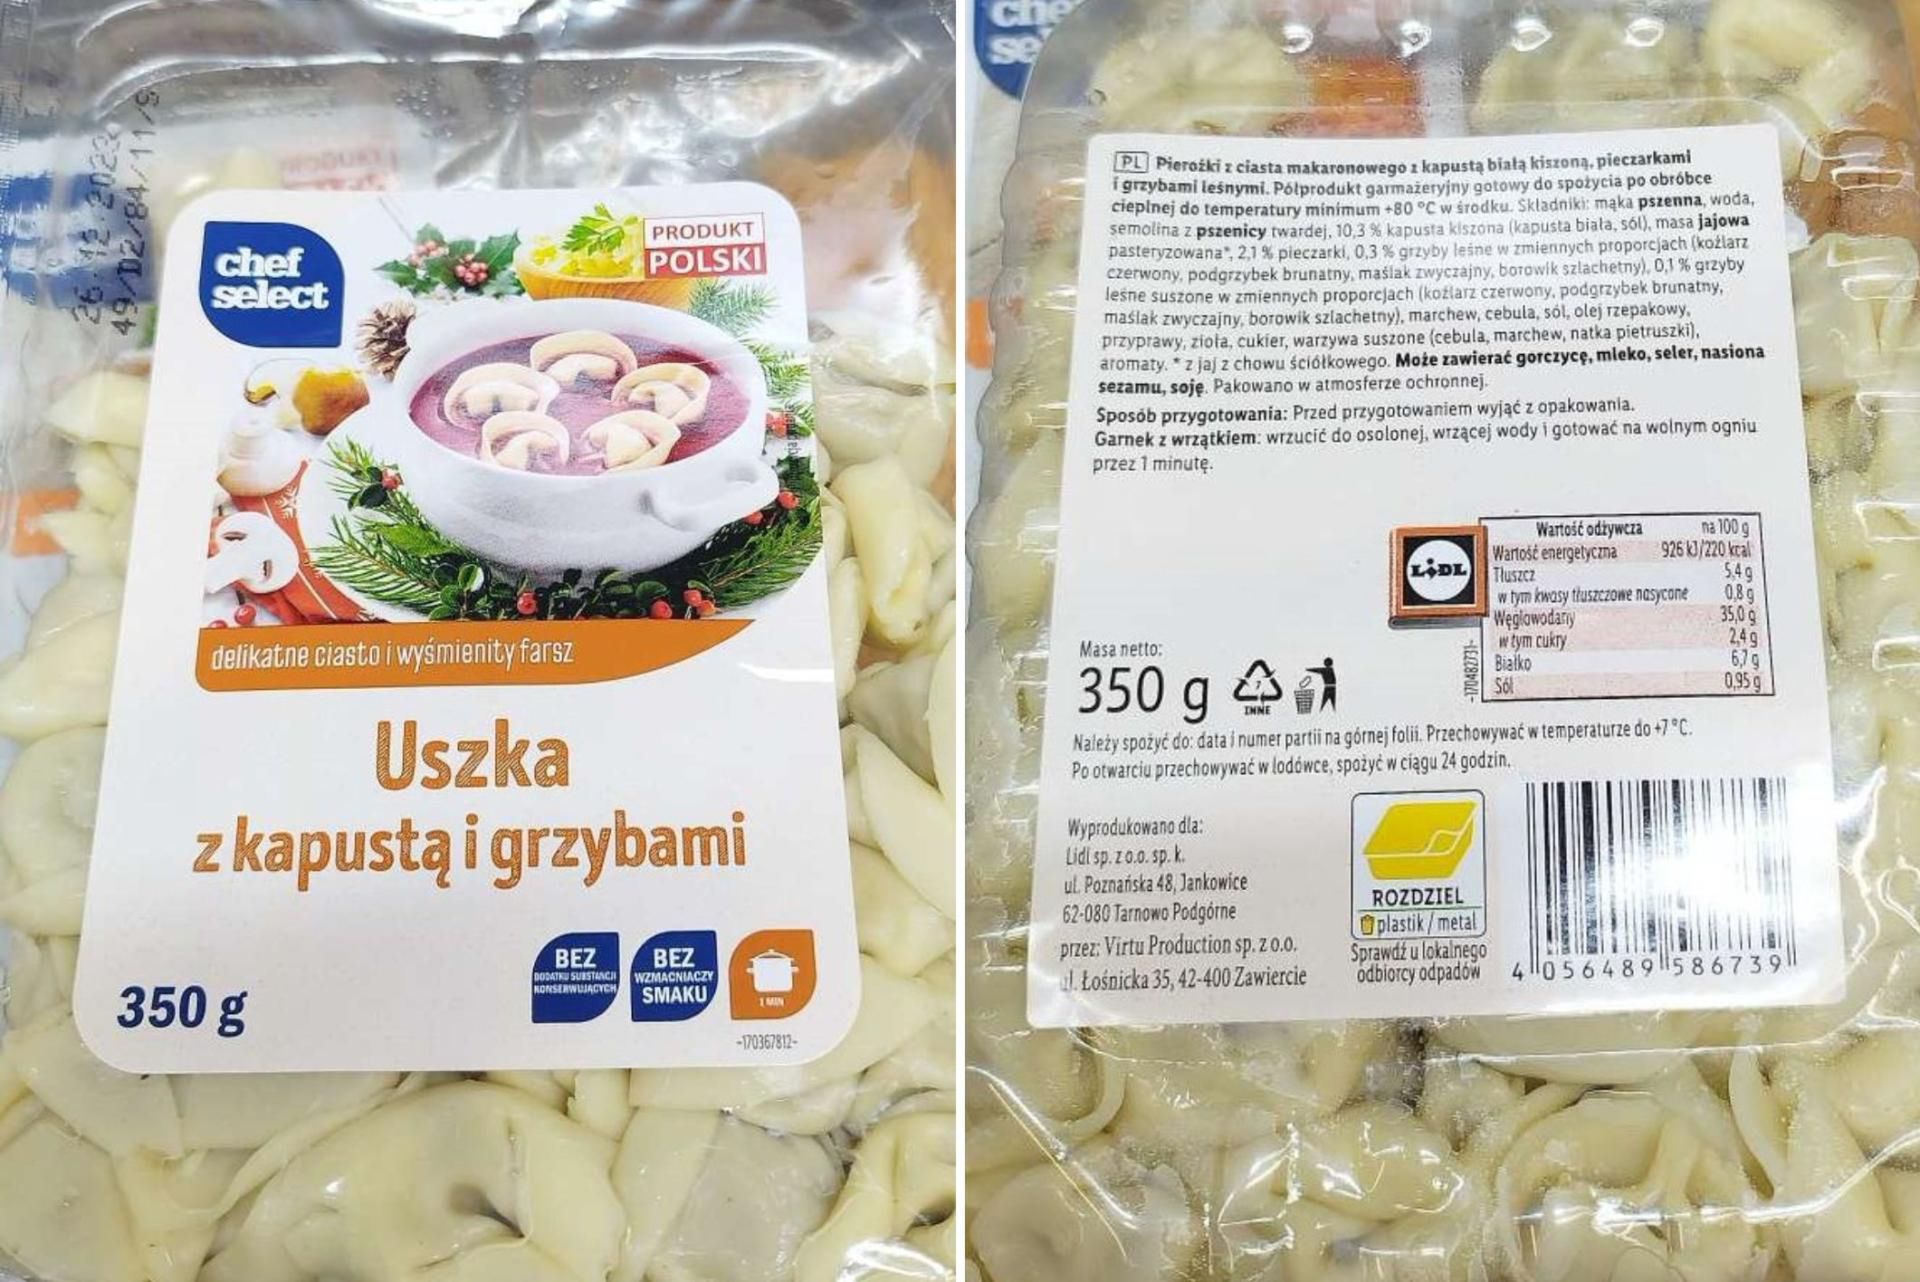 26.12.2023
49/D2/84/11/9
chef
select
PRODUKT
POLSKI
delikatne ciasto i wyśmienity farsz
Uszka
z kapustą i grzybami
350 g
BEZ
DODATKU SUBSTANCJI
KONSERWUJĄCYCH
BEZ
WZMACNIACZY
SMAKU
1 MIN
-170367812-
PL Pierożki z ciasta makaronowego z kapustą białą kiszoną, pieczarkami
i grzybami leśnymi. Półprodukt garmażeryjny gotowy do spożycia po obróbce
cieplnej do temperatury minimum +80 °C w środku. Składniki: mąka pszenna, woda,
semolina z pszenicy twardej, 10,3 % kapusta kiszona (kapusta biała, sól), masa jajowa
pasteryzowana*, 2,1 % pieczarki, 0,3 % grzyby leśne w zmiennych proporcjach (koźlarz
czerwony, podgrzybek brunatny, maślak zwyczajny, borowik szlachetny), 0,1 % grzyby
leśne suszone w zmiennych proporcjach (koźlarz czerwony, podgrzybek brunatny,
maślak zwyczajny, borowik szlachetny), marchew, cebula, sól, olej rzepakowy,
przyprawy, zioła, cukier, warzywa suszone (cebula, marchew, natka pietruszki),
aromaty. * z jaj z chowu ściółkowego. Może zawierać gorczycę, mleko, seler, nasiona
sezamu, soję. Pakowano w atmosferze ochronnej.
Sposób przygotowania: Przed przygotowaniem wyjąć z opakowania.
Garnek z wrzątkiem: wrzucić do osolonej, wrzącej wody i gotować na wolnym ogniu
przez 1 minutę.
LIDL
Wartość odżywcza na 100 g
Wartość energetyczna 926 kJ/220 kcal
Tłuszcz 5,4 g
w tym kwasy tłuszczowe nasycone 0,8 g
Węglowodany 35,0 g
w tym cukry 2,4 g
Białko 6,7 g
Sól 0,95 g
-170482731-
Masa netto:
350 g
7
INNE
Należy spożyć do: data i numer partii na górnej folii. Przechowywać w temperaturze do +7 °C.
Po otwarciu przechowywać w lodówce, spożyć w ciągu 24 godzin.
Wyprodukowano dla:
Lidl sp. z o.o. sp. k.
ul. Poznańska 48, Jankowice
62-080 Tarnowo Podgórne
przez: Virtu Production sp. z o.o.
ul. Łośnicka 35, 42-400 Zawiercie
ROZDZIEL
plastik / metal
Sprawdź u lokalnego
odbiorcy odpadów
4 056489 586739